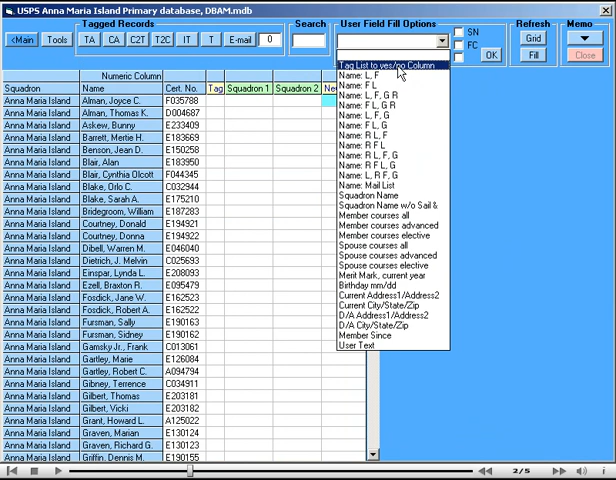 USPS Anna Maria Island Primary database, DBAM.mdb
Tagged Records
Search
User Field Fill Options
Refresh
Memo
<Main
Tools
TA
CA
C2T
T2C
IT
T
E-mail
0
SN
FC
OK
Grid
Fill
Close
Numeric Column
Squadron Name Cert. No. Tag Squadron 1 Squadron 2
Anna Maria Island Alman, Joyce C. F035788
Anna Maria Island Alman, Thomas K. D004687
Anna Maria Island Askew, Bunny E233409
Anna Maria Island Barrett, Mertie H. E183669
Anna Maria Island Benson, Jean D. E150258
Anna Maria Island Blair, Alan E183950
Anna Maria Island Blair, Cynthia Olcott F044345
Anna Maria Island Blake, Orlo C. C032944
Anna Maria Island Blake, Sarah A. E175210
Anna Maria Island Bridegroom, William E187283
Anna Maria Island Courtney, Donald E194921
Anna Maria Island Courtney, Donna E122236
Anna Maria Island Dibell, Warren M. E046040
Anna Maria Island Dietrich, J. Melvin C025693
Anna Maria Island Einspar, Lynda L. E208093
Anna Maria Island Ezell, Braxton R. E094575
Anna Maria Island Fosdick, Jane W. E162523
Anna Maria Island Fosdick, Robert A. E162522
Anna Maria Island Fursman, Sally E190163
Anna Maria Island Fursman, Sidney E190162
Anna Maria Island Gamsky Jr., Frank C013061
Anna Maria Island Gartley, Marie E126084
Anna Maria Island Gartley, Robert C. A094794
Anna Maria Island Gibney, Terrence C034911
Anna Maria Island Gilbert, Thomas E203181
Anna Maria Island Gilbert, Vicki E203182
Anna Maria Island Grant, Howard L. A125022
Anna Maria Island Graven, Marian E130124
Anna Maria Island Graven, Robert H. E130123
Anna Maria Island Griffin, Dennis M. E190155
Tag List to yes/no Column
Name: L, F
Name: F L
Name: L, F, G R
Name: F L, G R
Name: L, F, G
Name: F L, G
Name: R L, F
Name: R F L
Name: R L, F, G
Name: R F L, G
Name: L, R F, G
Name: Mail List
Squadron Name
Squadron Name w/o Sail &
Member courses all
Member courses advanced
Member courses elective
Spouse courses all
Spouse courses advanced
Spouse courses elective
Merit Mark, current year
Birthday mm/dd
Current Address1/Address2
Current City/State/Zip
D/A Address1/Address2
D/A City/State/Zip
Member Since
User Text
2/5